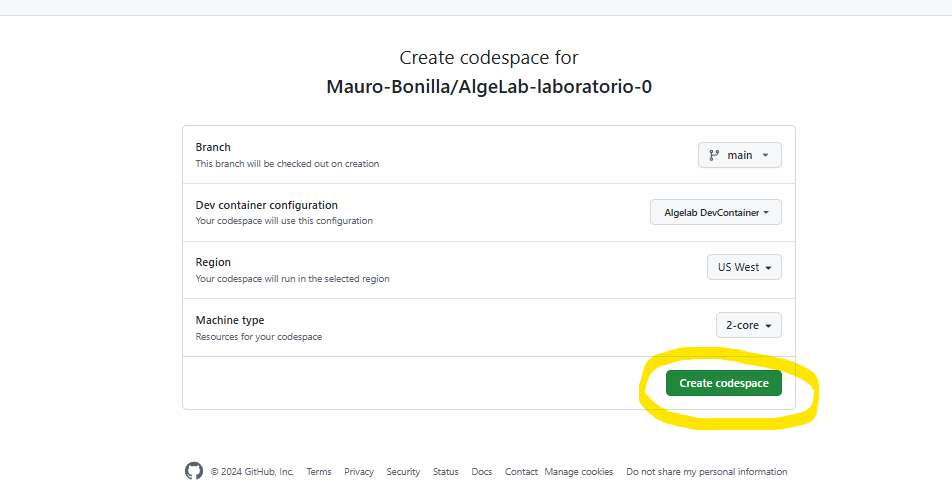 Create codespace for
Mauro-Bonilla/AlgeLab-laboratorio-0
Branch
This branch will be checked out on creation
main
Dev container configuration
Your codespace will use this configuration
Algelab DevContainer
Region
Your codespace will run in the selected region
US West
Machine type
Resources for your codespace
2-core
Create codespace
© 2024 GitHub, Inc. Terms Privacy Security Status Docs Contact Manage cookies Do not share my personal information